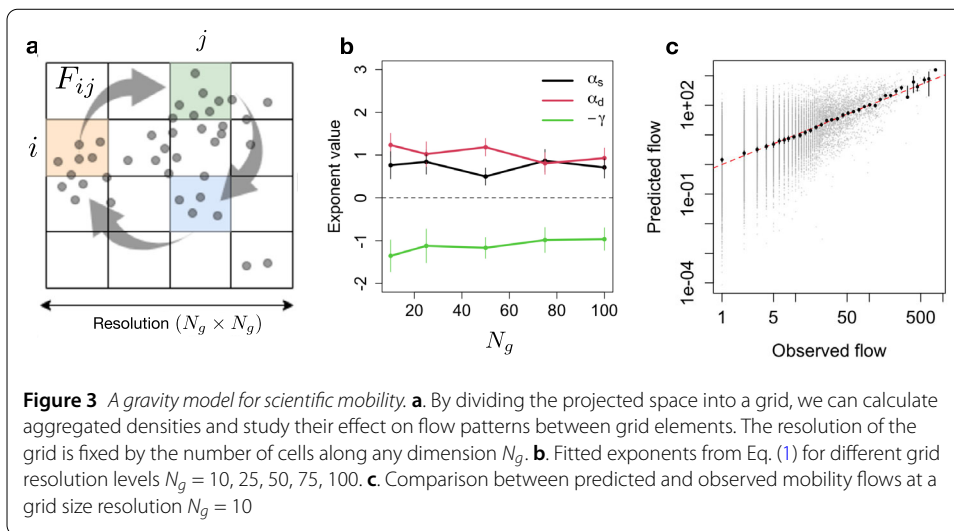 a
j
F_{ij}
i
Resolution (N_g × N_g)
b
Exponent value
3
2
1
0
-1
-2
α_s
α_d
−γ
20 40 60 80 100
N_g
c
Predicted flow
1e+02
1e-01
1e-04
1 5 50 500
Observed flow
Figure 3 A gravity model for scientific mobility. a. By dividing the projected space into a grid, we can calculate
aggregated densities and study their effect on flow patterns between grid elements. The resolution of the
grid is fixed by the number of cells along any dimension N_g. b. Fitted exponents from Eq. (1) for different grid
resolution levels N_g = 10, 25, 50, 75, 100. c. Comparison between predicted and observed mobility flows at a
grid size resolution N_g = 10